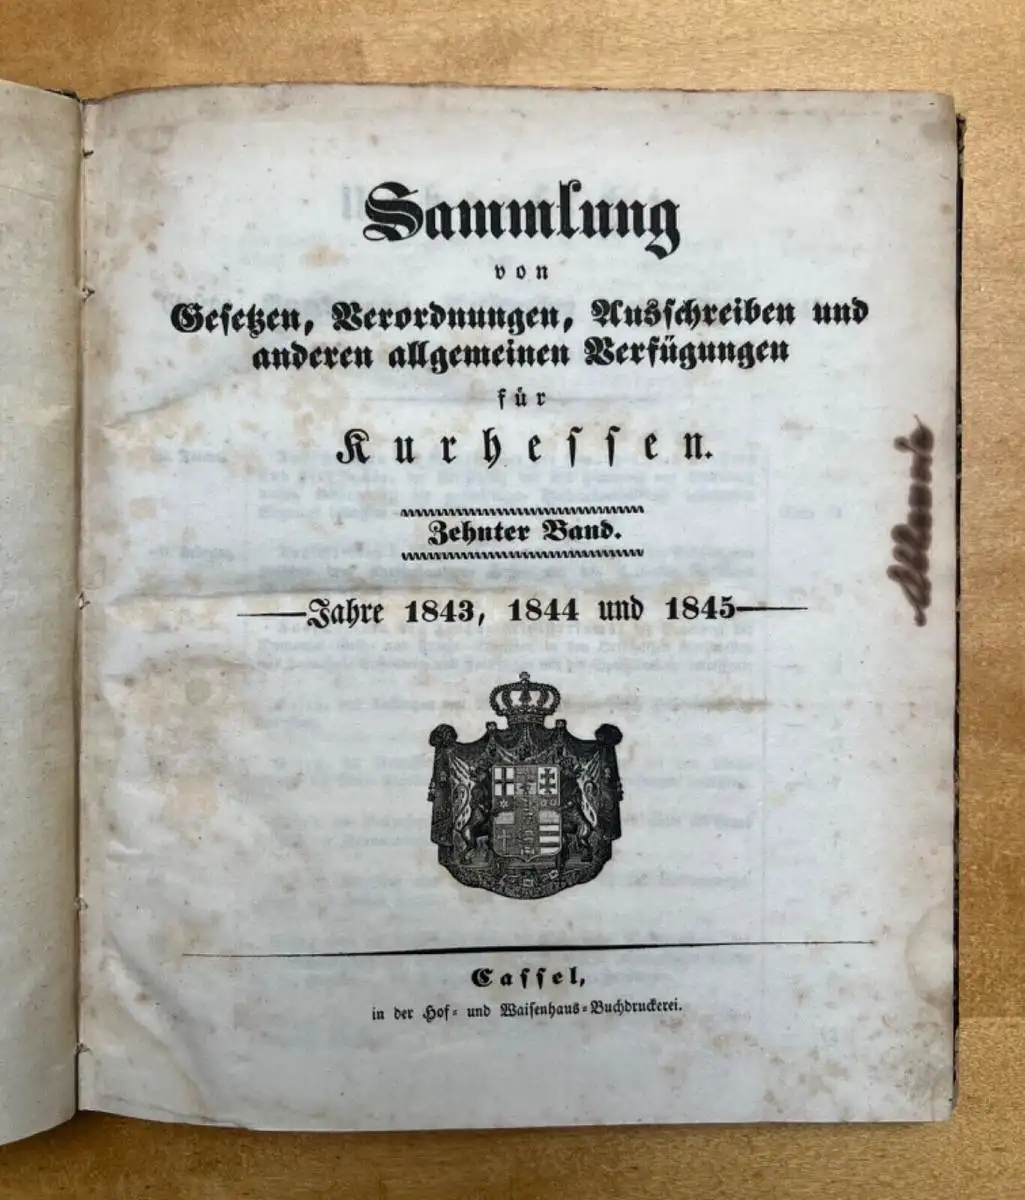 Sammlung
von
Gesetzen, Verordnungen, Ausschreiben und
anderen allgemeinen Verfügungen
für
Kurhessen.
Zehnter Band.
Jahre 1843, 1844 und 1845
Cassel,
in der Hof- und Waisenhaus-Buchdruckerei.